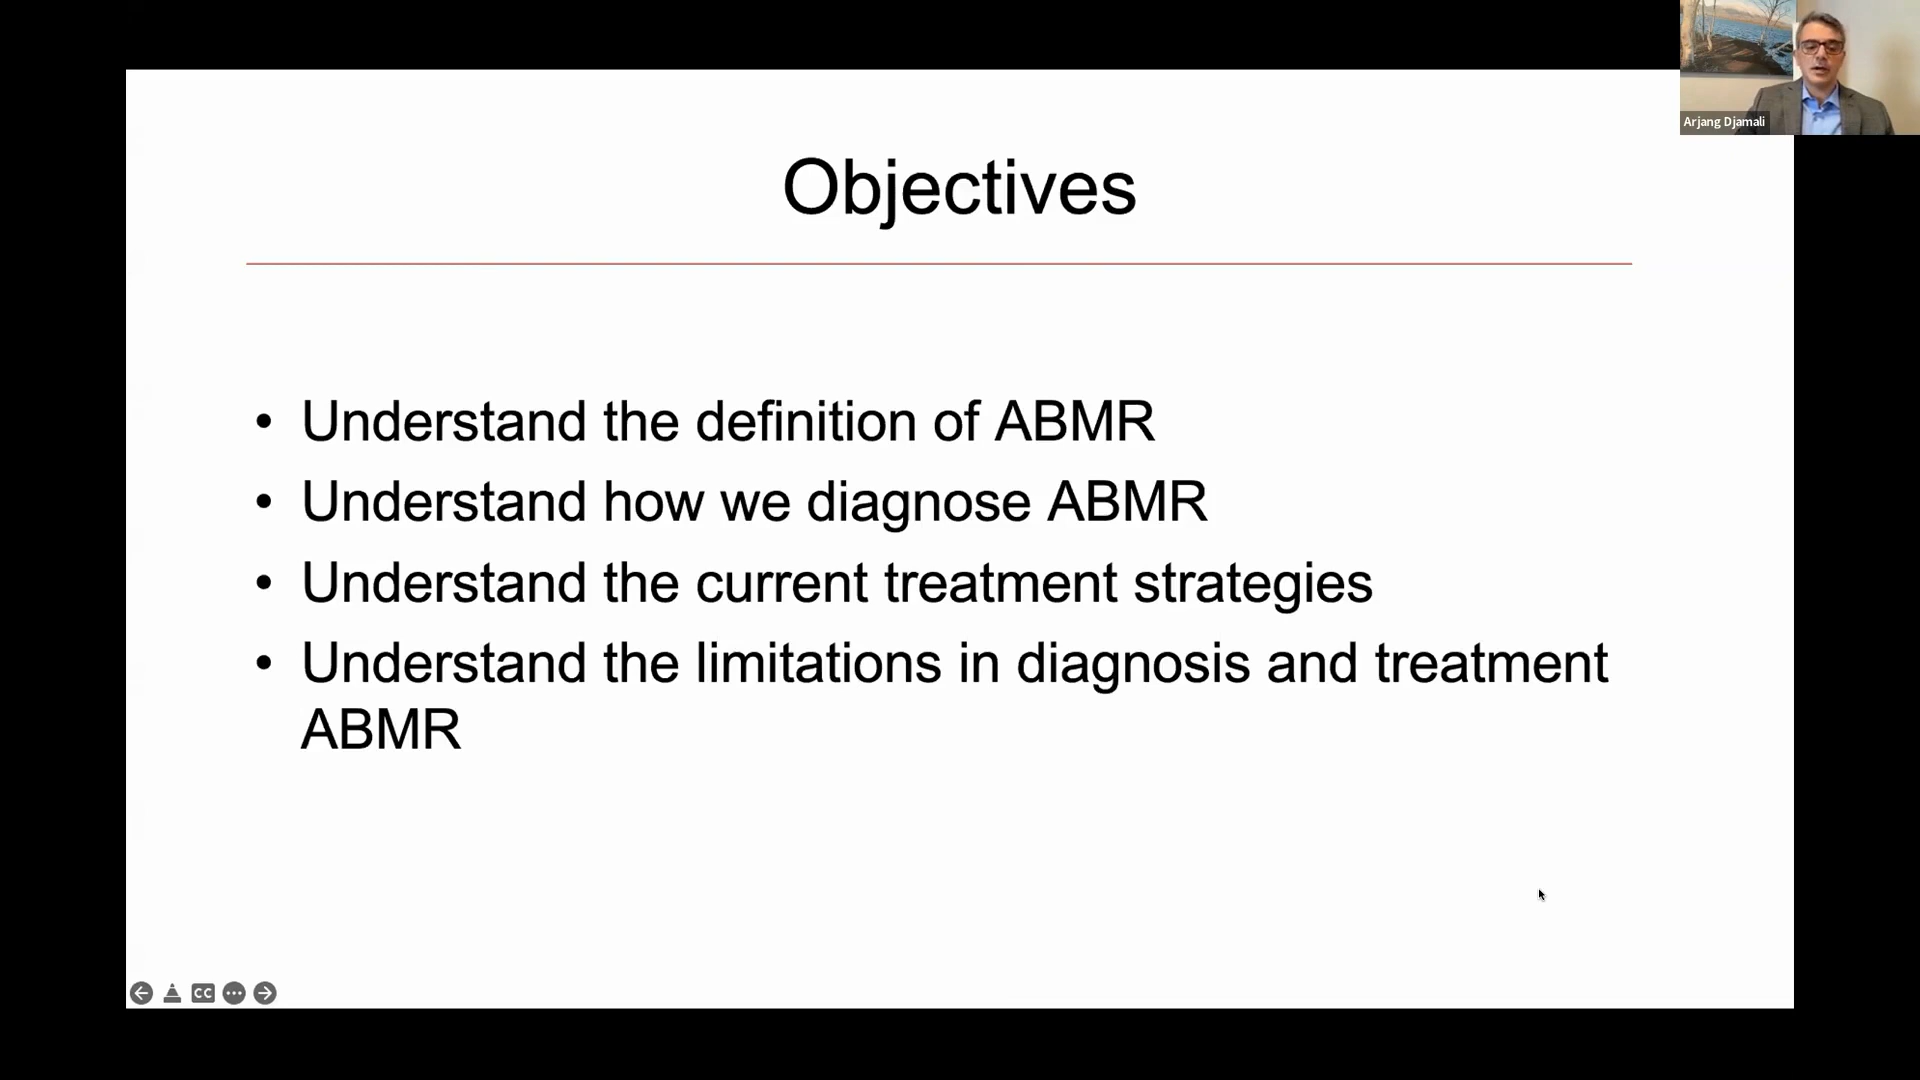 Arjang Djamali
Objectives
• Understand the definition of ABMR
• Understand how we diagnose ABMR
• Understand the current treatment strategies
• Understand the limitations in diagnosis and treatment
ABMR
CC